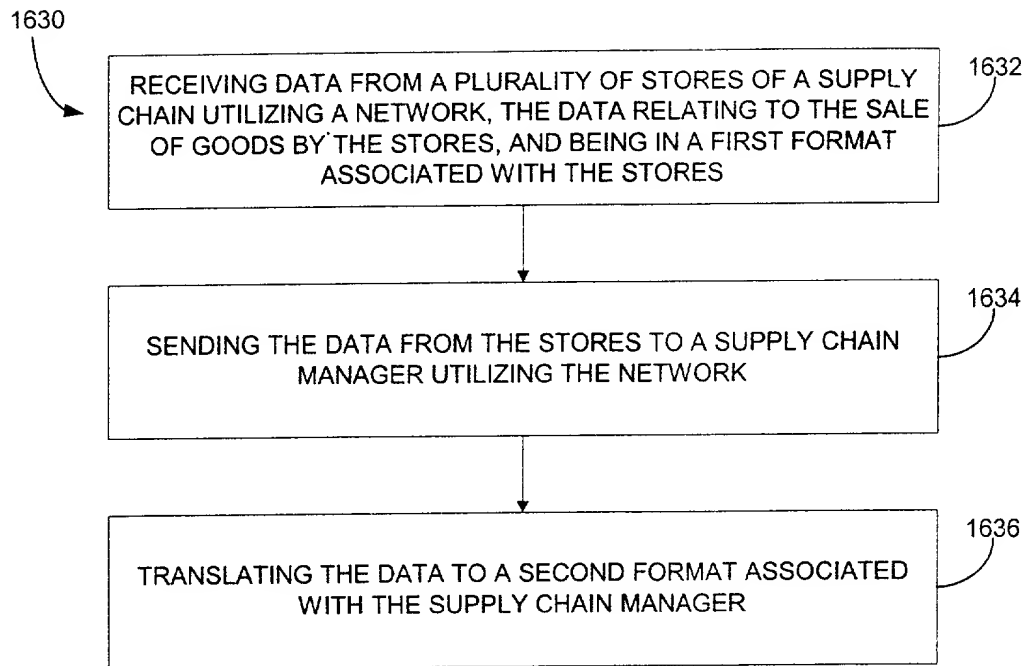 1630
RECEIVING DATA FROM A PLURALITY OF STORES OF A SUPPLY
CHAIN UTILIZING A NETWORK, THE DATA RELATING TO THE SALE
OF GOODS BY THE STORES, AND BEING IN A FIRST FORMAT
ASSOCIATED WITH THE STORES
1632
SENDING THE DATA FROM THE STORES TO A SUPPLY CHAIN
MANAGER UTILIZING THE NETWORK
1634
TRANSLATING THE DATA TO A SECOND FORMAT ASSOCIATED
WITH THE SUPPLY CHAIN MANAGER
1636